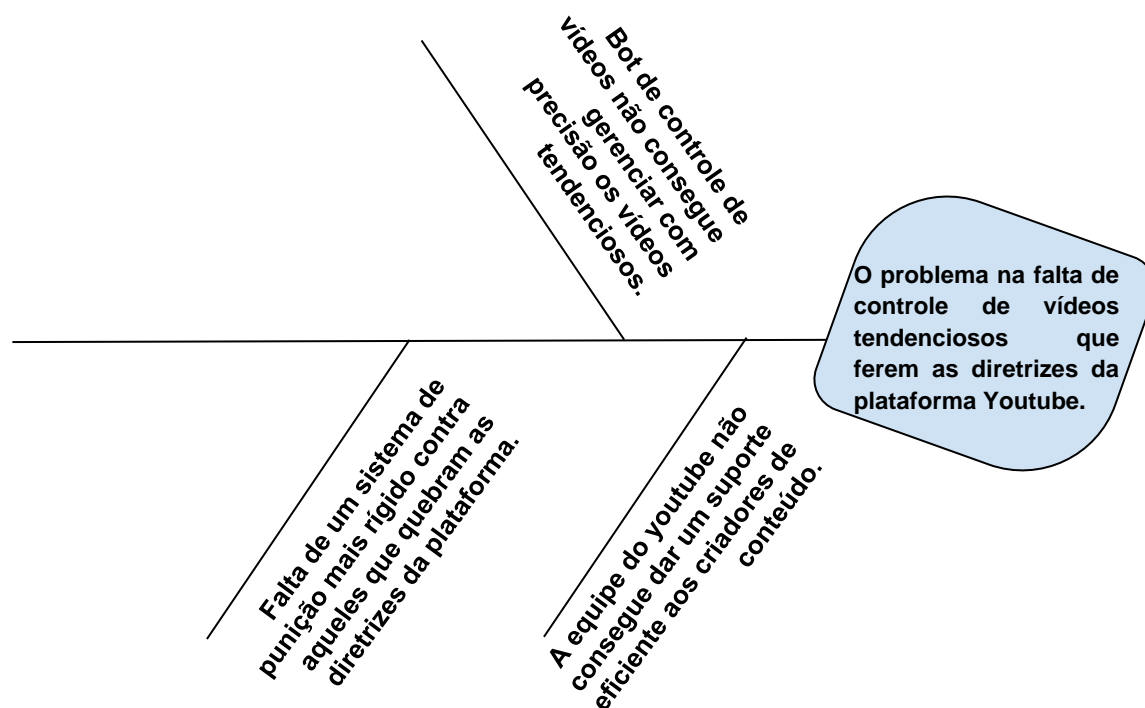 Bot de controle de
vídeos não consegue
gerenciar com
precisão os vídeos
tendenciosos.
O problema na falta de
controle de vídeos
tendenciosos que
ferem as diretrizes da
plataforma Youtube.
Falta de um sistema de
punição mais rígido contra
aqueles que quebram as
diretrizes da plataforma.
A equipe do youtube não
consegue dar um suporte
eficiente aos criadores de
conteúdo.